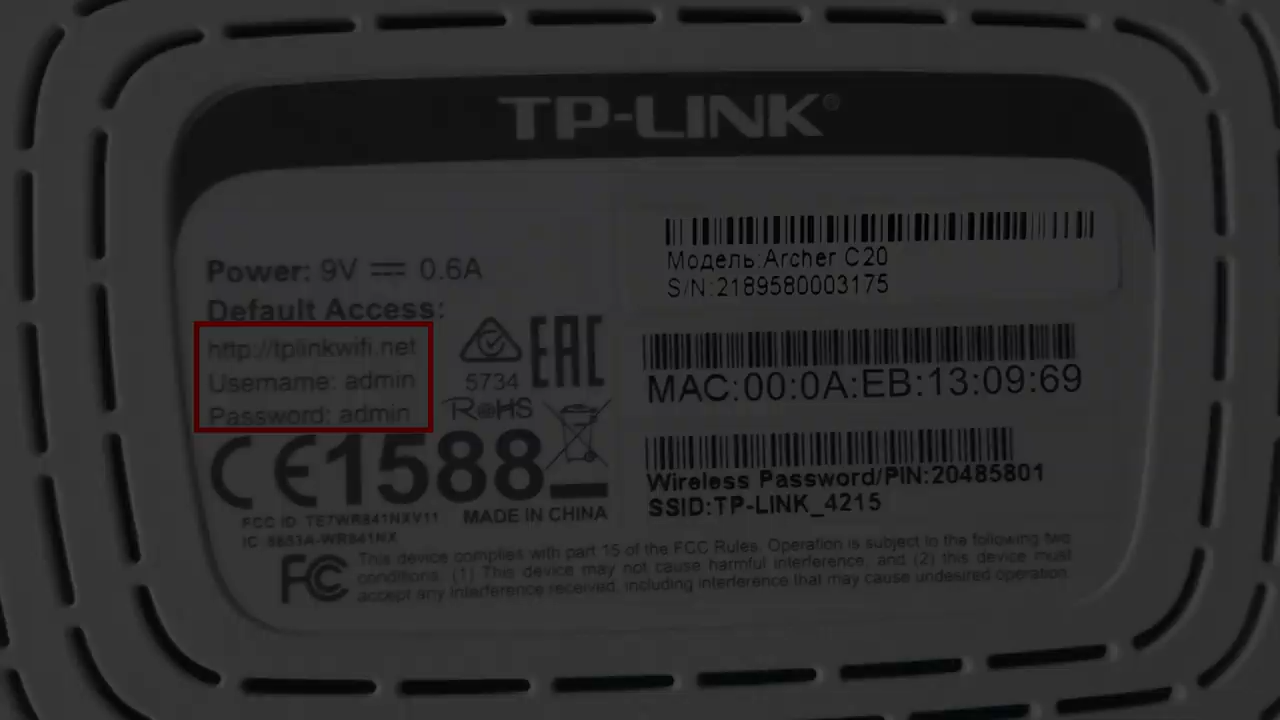 TP-LINK®
Power: 9V 0.6A
Default Access:
http://tplinkwifi.net
Username: admin
Password: admin
5734
EAC
RoHS
CE1588
FCC ID: TE7WR841NXV11
IC: 8853A-WR841NX
MADE IN CHINA
Модель:Archer C20
S/N:2189580003175
MAC:00:0A:EB:13:09:69
Wireless Password/PIN:20485801
SSID:TP-LINK_4215
FC
This device complies with part 15 of the FCC Rules. Operation is subject to the following two
conditions: (1) This device may not cause harmful interference, and (2) this device must
accept any interference received, including interference that may cause undesired operation.